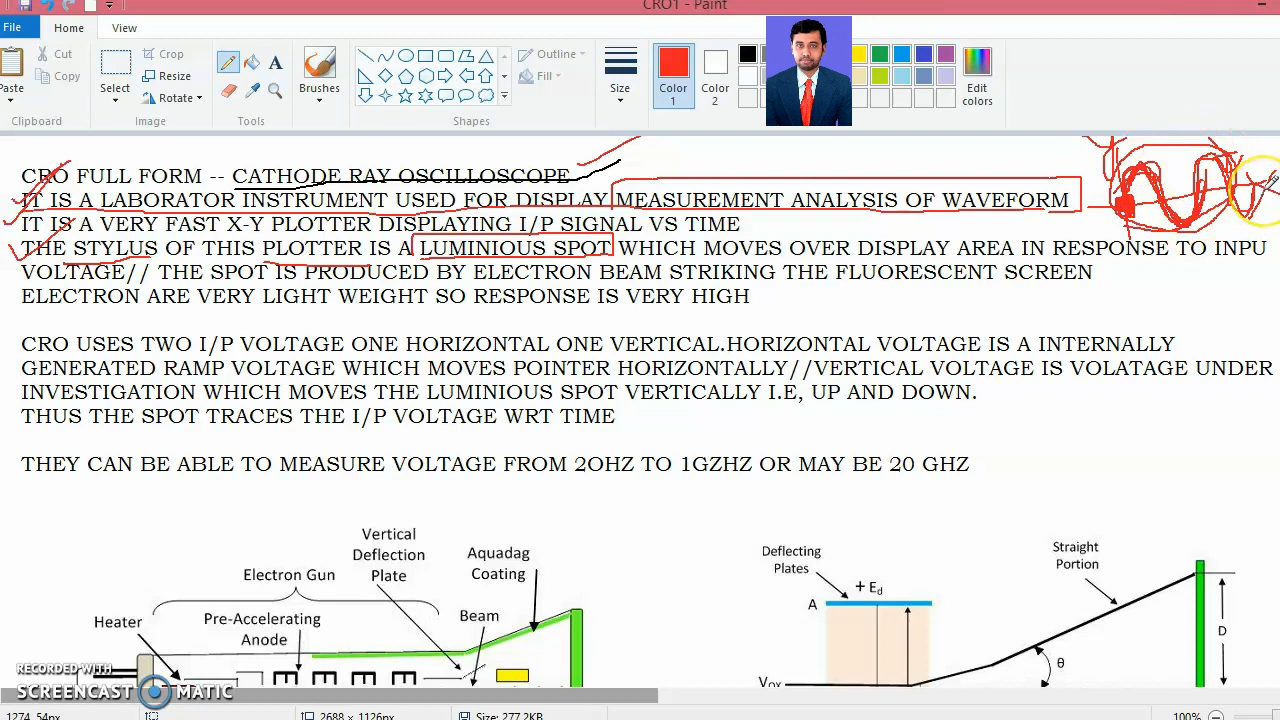 CRO1 - Paint
File
Home
View
Paste
Cut
Copy
Clipboard
Select
Crop
Resize
Rotate
Image
A
Tools
Brushes
Shapes
Outline
Fill
Size
Color 1
Color 2
Edit colors
CRO FULL FORM -- CATHODE RAY OSCILLOSCOPE
IT IS A LABORATOR INSTRUMENT USED FOR DISPLAY MEASUREMENT ANALYSIS OF WAVEFORM
IT IS A VERY FAST X-Y PLOTTER DISPLAYING I/P SIGNAL VS TIME
THE STYLUS OF THIS PLOTTER IS A LUMINIOUS SPOT WHICH MOVES OVER DISPLAY AREA IN RESPONSE TO INPU
VOLTAGE// THE SPOT IS PRODUCED BY ELECTRON BEAM STRIKING THE FLUORESCENT SCREEN
ELECTRON ARE VERY LIGHT WEIGHT SO RESPONSE IS VERY HIGH
CRO USES TWO I/P VOLTAGE ONE HORIZONTAL ONE VERTICAL.HORIZONTAL VOLTAGE IS A INTERNALLY
GENERATED RAMP VOLTAGE WHICH MOVES POINTER HORIZONTALLY//VERTICAL VOLTAGE IS VOLATAGE UNDER
INVESTIGATION WHICH MOVES THE LUMINIOUS SPOT VERTICALLY I.E, UP AND DOWN.
THUS THE SPOT TRACES THE I/P VOLTAGE WRT TIME
THEY CAN BE ABLE TO MEASURE VOLTAGE FROM 2OHZ TO 1GZHZ OR MAY BE 20 GHZ
Vertical
Deflection
Plate
Aquadag
Coating
Electron Gun
Pre-Accelerating
Anode
Heater
Beam
Deflecting
Plates
+ Ed
A
Straight
Portion
D
θ
Vox
RECORDED WITH
SCREENCAST MATIC
1274, 54px
2688 × 1126px
Size: 277.2KB
100%